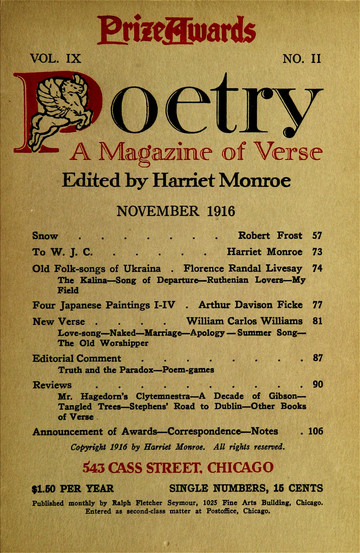 Prize Awards
VOL. IX NO. II
Poetry
A Magazine of Verse
Edited by Harriet Monroe
NOVEMBER 1916
Snow . . . . . . . Robert Frost 57
To W. J. C. . . . . . Harriet Monroe 73
Old Folk-songs of Ukraina . Florence Randal Livesay 74
The Kalina—Song of Departure—Ruthenian Lovers—My
Field
Four Japanese Paintings I-IV . Arthur Davison Ficke 77
New Verse . . . . William Carlos Williams 81
Love-song—Naked—Marriage—Apology—Summer Song—
The Old Worshipper
Editorial Comment . . . . . . . 87
Truth and the Paradox—Poem-games
Reviews . . . . . . . . . 90
Mr. Hagedorn's Clytemnestra—A Decade of Gibson—
Tangled Trees—Stephens' Road to Dublin—Other Books
of Verse
Announcement of Awards—Correspondence—Notes . 106
Copyright 1916 by Harriet Monroe. All rights reserved.
543 CASS STREET, CHICAGO
$1.50 PER YEAR SINGLE NUMBERS, 15 CENTS
Published monthly by Ralph Fletcher Seymour, 1025 Fine Arts Building, Chicago.
Entered as second-class matter at Postoffice, Chicago.